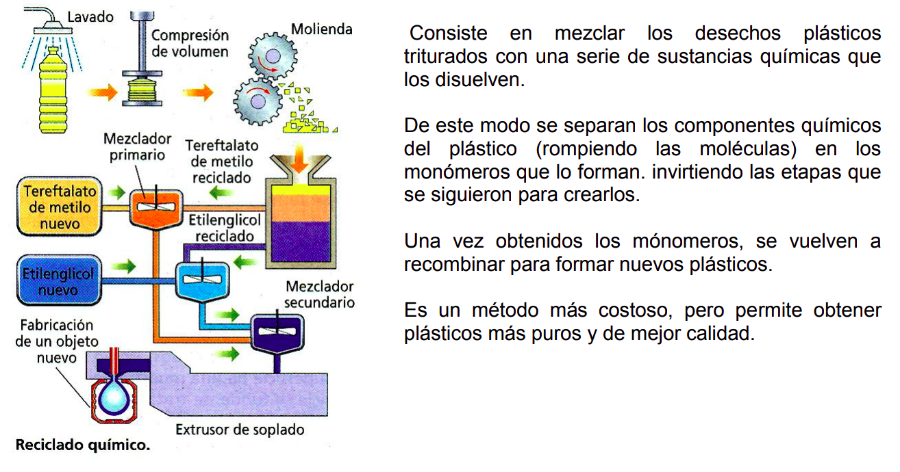 Lavado
Compresión
de volumen
Molienda
Mezclador
primario
Tereftalato
de metilo
reciclado
Tereftalato
de metilo
nuevo
Etilenglicol
reciclado
Etilenglicol
nuevo
Mezclador
secundario
Fabricación
de un objeto
nuevo
Extrusor de soplado
Reciclado químico.
Consiste en mezclar los desechos plásticos
triturados con una serie de sustancias químicas que
los disuelven.
De este modo se separan los componentes químicos
del plástico (rompiendo las moléculas) en los
monómeros que lo forman. invirtiendo las etapas que
se siguieron para crearlos.
Una vez obtenidos los mónomeros, se vuelven a
recombinar para formar nuevos plásticos.
Es un método más costoso, pero permite obtener
plásticos más puros y de mejor calidad.